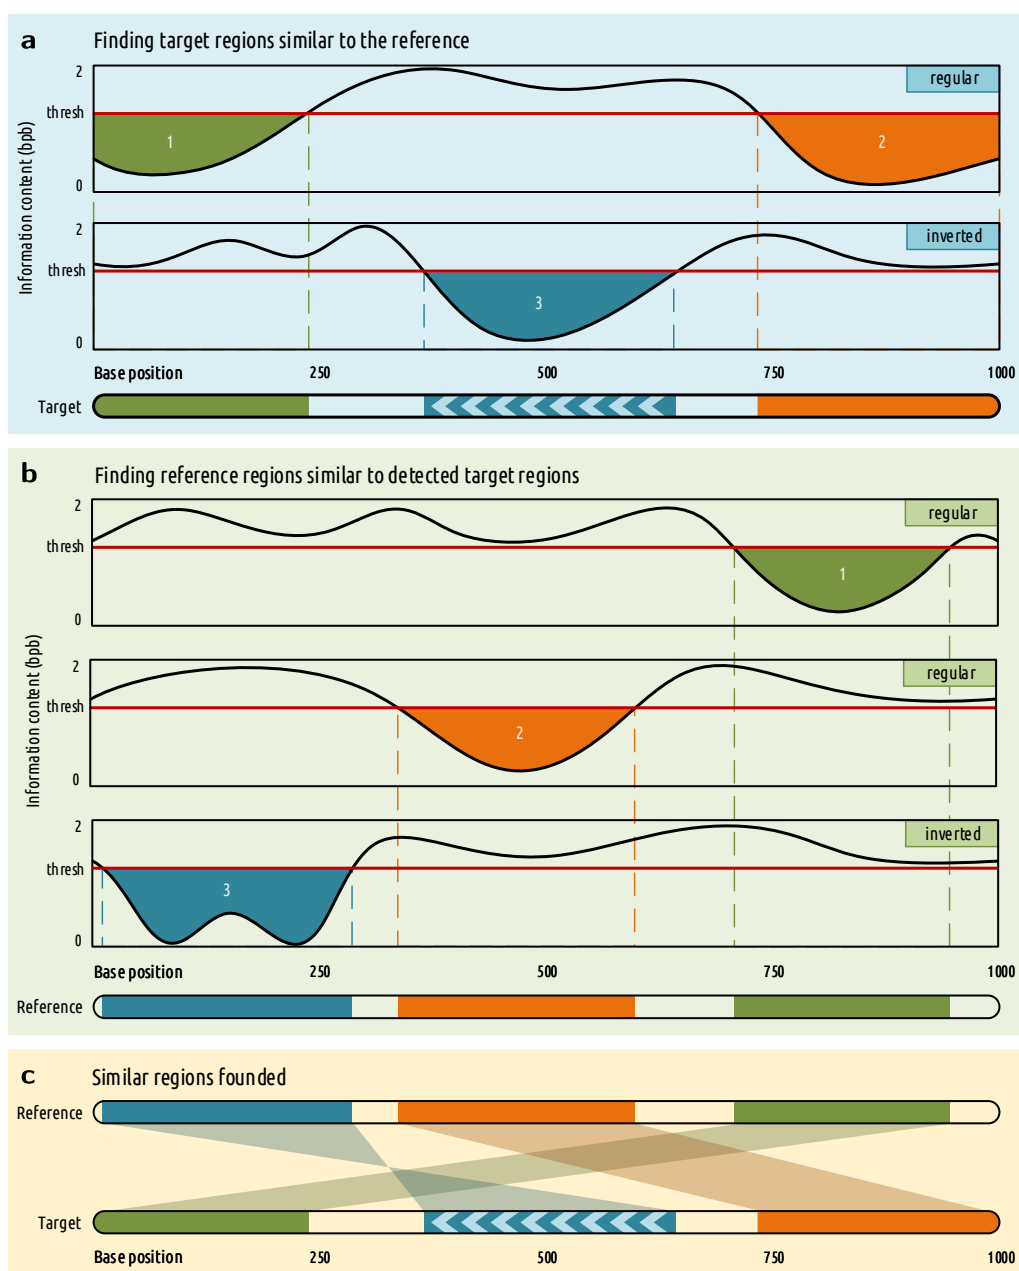 a Finding target regions similar to the reference
2
regular
thresh
1
2
0
Information content (bpb)
2
inverted
thresh
3
0
Base position 250 500 750 1000
Target
b Finding reference regions similar to detected target regions
2
regular
thresh
1
0
Information content (bpb)
2
regular
thresh
2
0
2
inverted
thresh
3
0
Base position 250 500 750 1000
Reference
c Similar regions founded
Reference
Target
Base position 250 500 750 1000